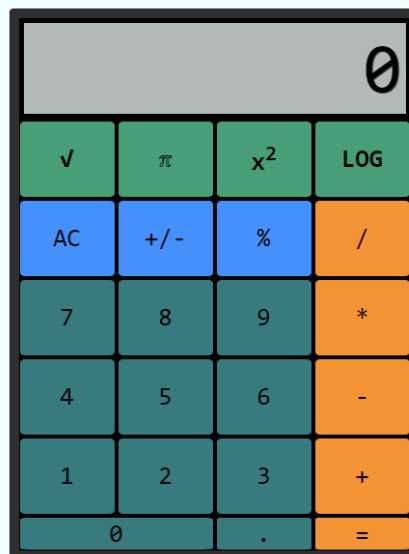 0
√ π x² LOG
AC +/- % /
7 8 9 *
4 5 6 -
1 2 3 +
0 . =